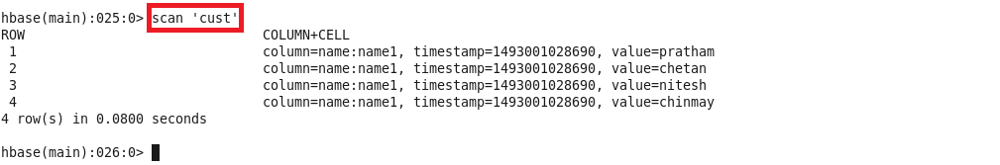 hbase(main):025:0> scan 'cust'
ROW COLUMN+CELL
1 column=name:name1, timestamp=1493001028690, value=pratham
2 column=name:name1, timestamp=1493001028690, value=chetan
3 column=name:name1, timestamp=1493001028690, value=nitesh
4 column=name:name1, timestamp=1493001028690, value=chinmay
4 row(s) in 0.0800 seconds
hbase(main):026:0>